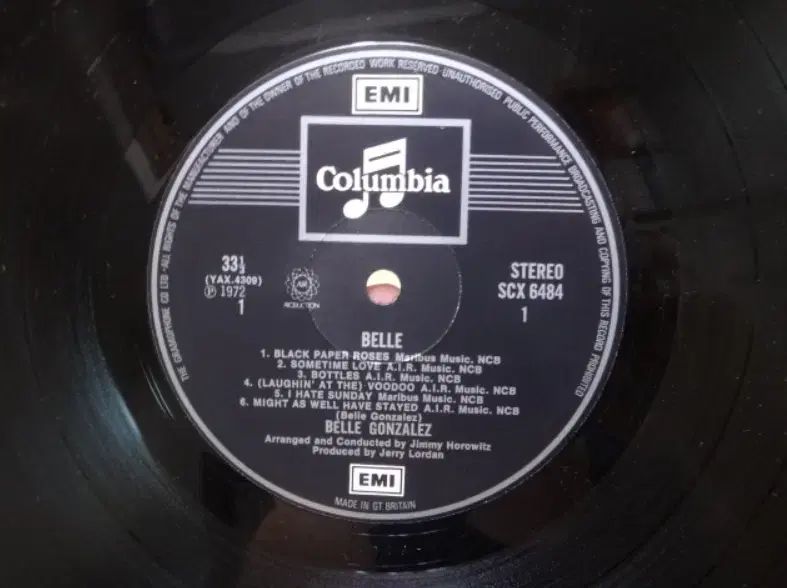 THE GRAMOPHONE CO LTD · ALL RIGHTS OF THE MANUFACTURER AND OF THE OWNER OF THE RECORDED WORK RESERVED · UNAUTHORISED PUBLIC PERFORMANCE BROADCASTING AND COPYING OF THIS RECORD PROHIBITED
EMI
Columbia
33⅓
(YAX.4309)
Ⓟ 1972
1
AIR
PRODUCTION
STEREO
SCX 6484
1
BELLE
1. BLACK PAPER ROSES Maribus Music. NCB
2. SOMETIME LOVE A.I.R. Music. NCB
3. BOTTLES A.I.R. Music. NCB
4. (LAUGHIN' AT THE) VOODOO A.I.R. Music. NCB
5. I HATE SUNDAY Maribus Music. NCB
6. MIGHT AS WELL HAVE STAYED A.I.R. Music. NCB
(Belle Gonzalez)
BELLE GONZALEZ
Arranged and Conducted by Jimmy Horowitz
Produced by Jerry Lordan
EMI
MADE IN GT BRITAIN